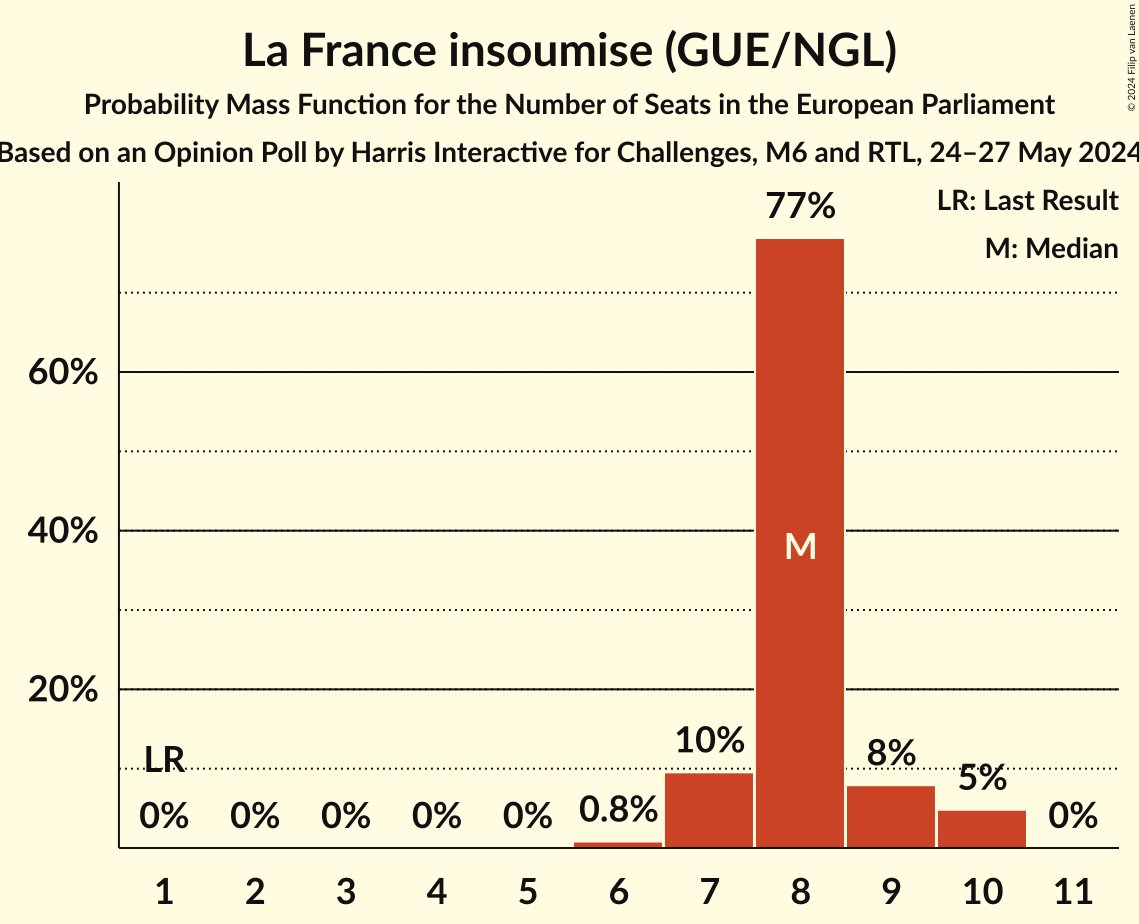 La France insoumise (GUE/NGL)
Probability Mass Function for the Number of Seats in the European Parliament
Based on an Opinion Poll by Harris Interactive for Challenges, M6 and RTL, 24–27 May 2024
© 2024 Filip van Laenen
LR: Last Result
M: Median
77%
60%
40%
M
20%
LR
10%
8%
5%
0% 0% 0% 0% 0% 0.8% 0%
1 2 3 4 5 6 7 8 9 10 11